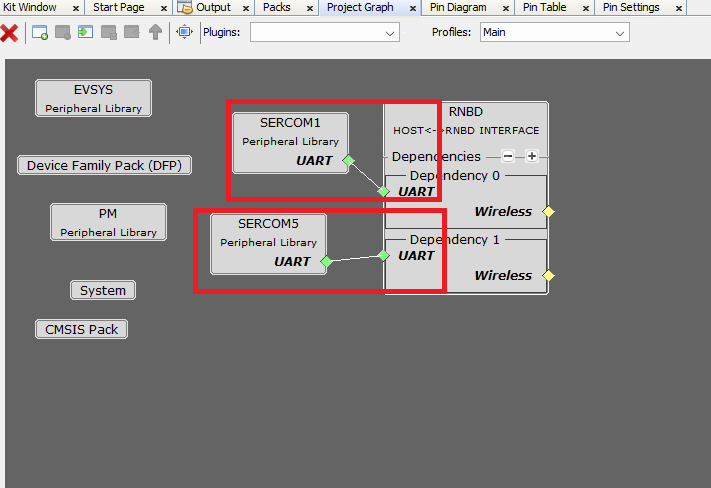 Kit Window
Start Page
Output
Packs
Project Graph
Pin Diagram
Pin Table
Pin Settings
Plugins:
Profiles:
Main
EVSYS
Peripheral Library
Device Family Pack (DFP)
PM
Peripheral Library
System
CMSIS Pack
SERCOM1
Peripheral Library
UART
SERCOM5
Peripheral Library
UART
RNBD
HOST<->RNBD INTERFACE
Dependencies
Dependency 0
UART
Wireless
Dependency 1
UART
Wireless